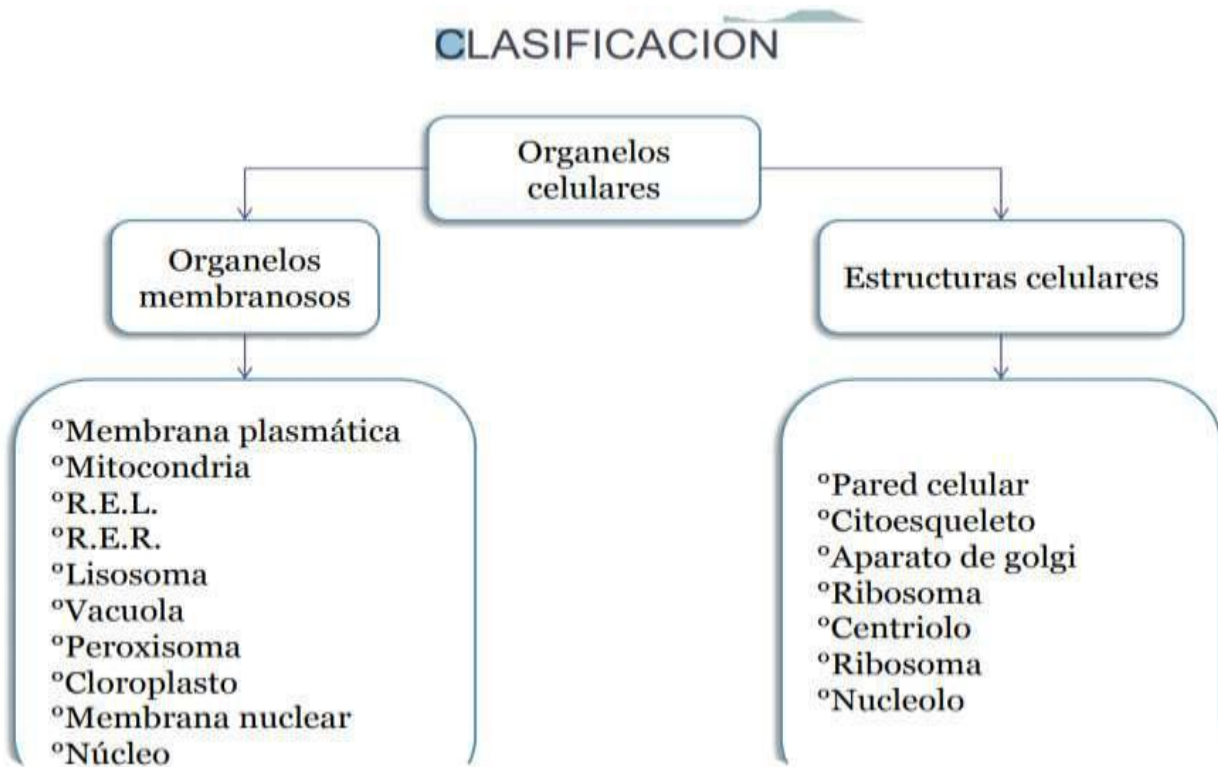 CLASIFICACION
Organelos
celulares
Organelos
membranosos
Estructuras celulares
°Membrana plasmática
°Mitocondria
°R.E.L.
°R.E.R.
°Lisosoma
°Vacuola
°Peroxisoma
°Cloroplasto
°Membrana nuclear
°Núcleo
°Pared celular
°Citoesqueleto
°Aparato de golgi
°Ribosoma
°Centriolo
°Ribosoma
°Nucleolo